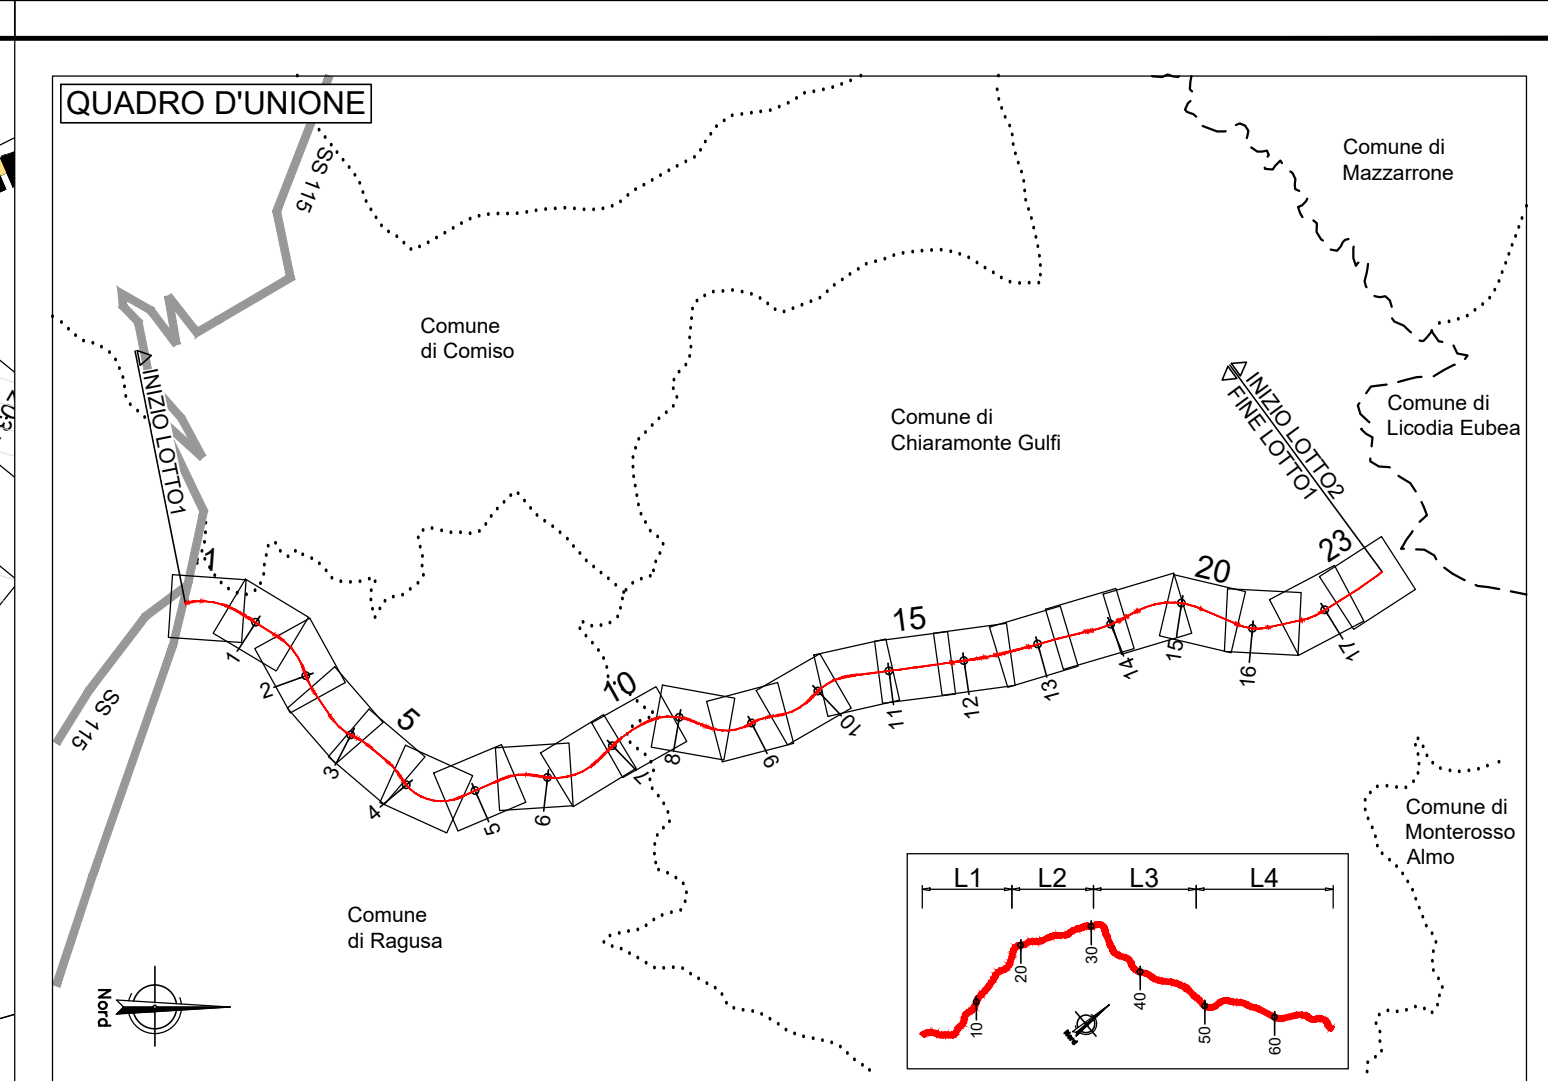 QUADRO D'UNIONE
SS 115
Comune di
Mazzarrone
Comune
di Comiso
INIZIO LOTTO1
Comune di
Chiaramonte Gulfi
INIZIO LOTTO2
FINE LOTTO1
Comune di
Licodia Eubea
1
5
10
15
20
23
1
2
3
4
5
6
7
8
9
10
11
12
13
14
15
16
17
SS 115
Comune
di Ragusa
Comune di
Monterosso
Almo
Nord
L1 L2 L3 L4
10
20
30
40
50
60